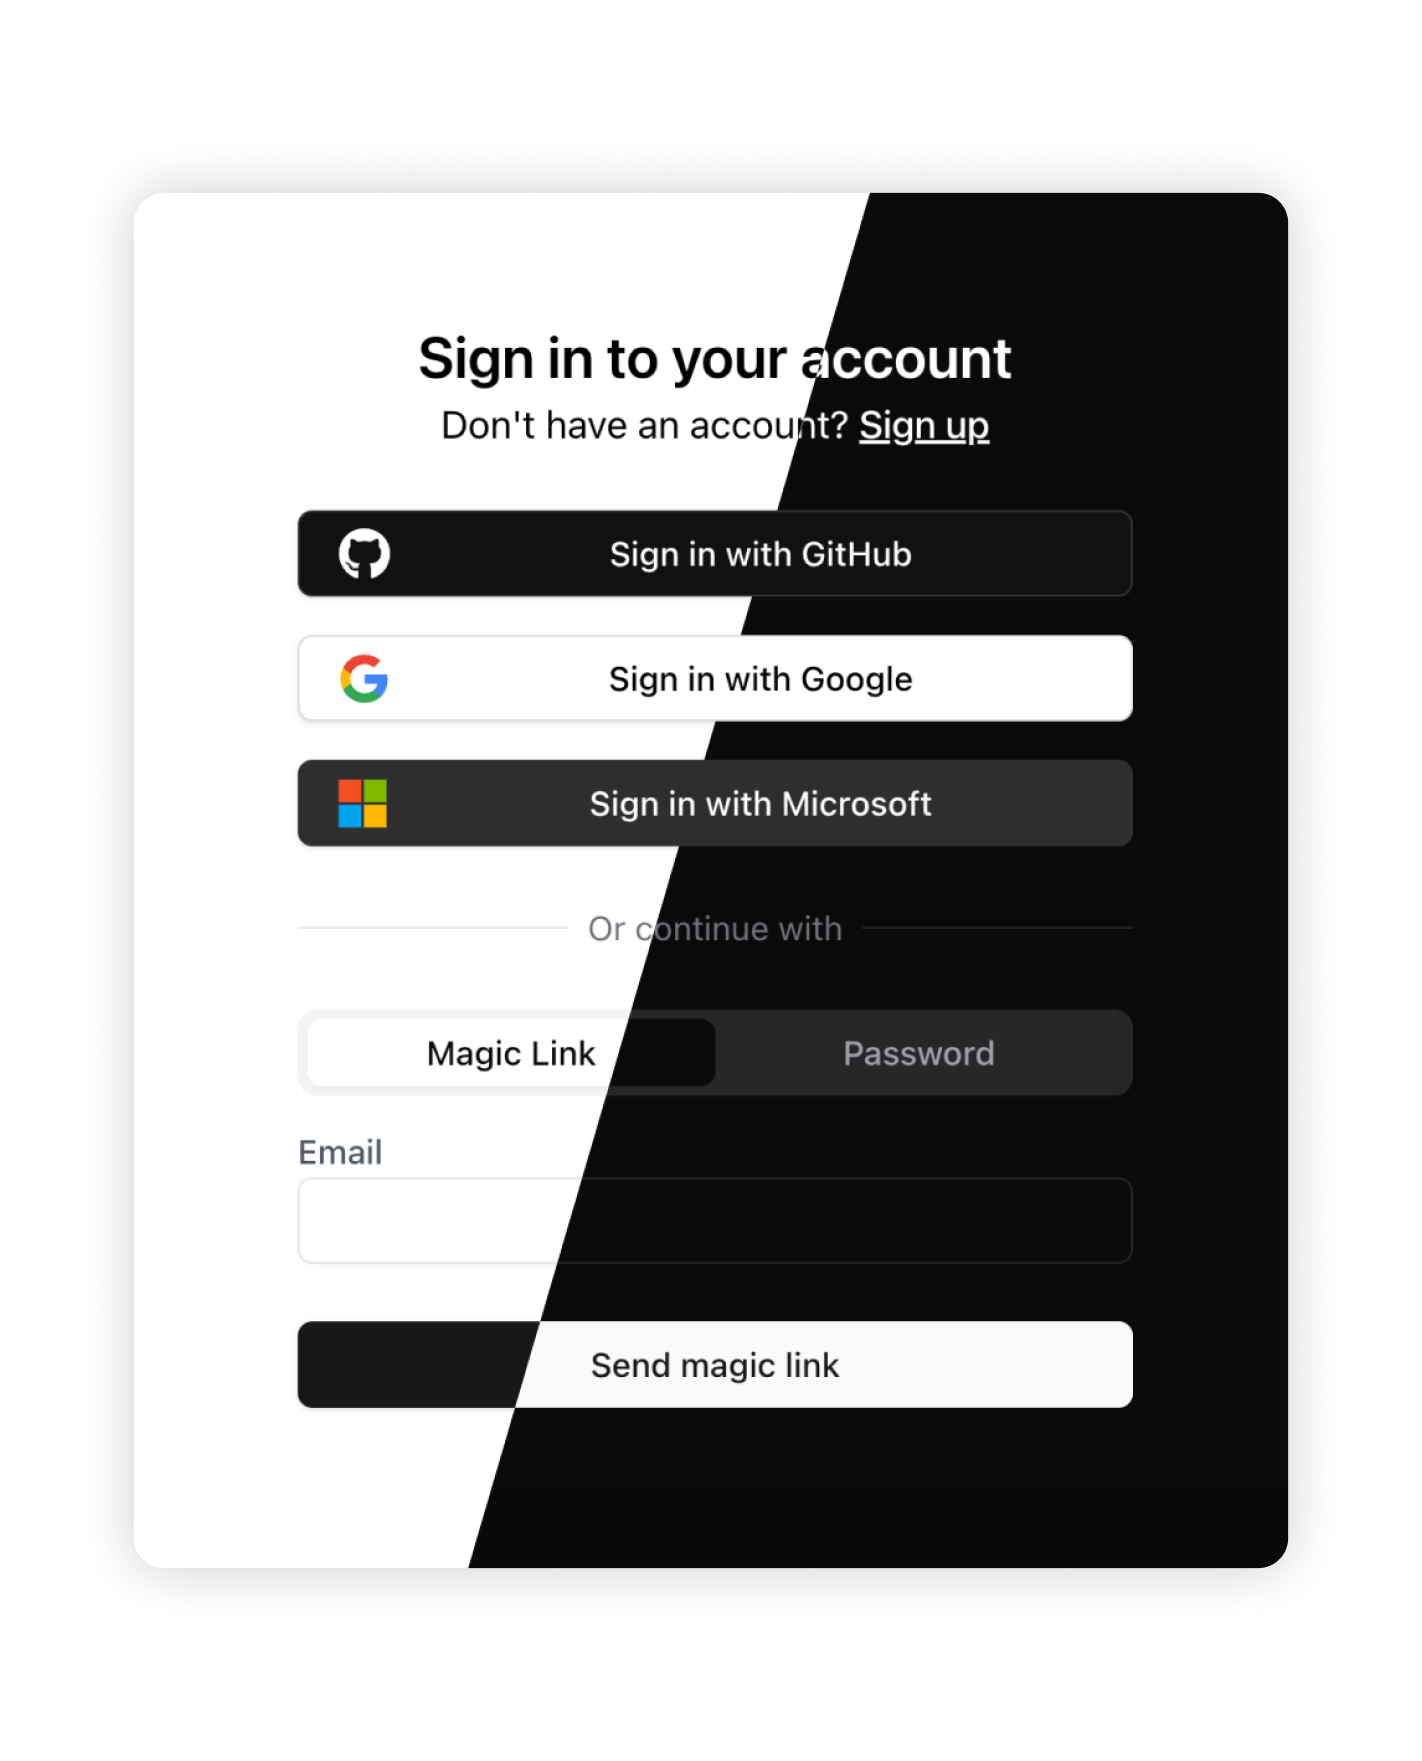 Sign in to your account
Don't have an account? Sign up
Sign in with GitHub
Sign in with Google
Sign in with Microsoft
Or continue with
Magic Link
Password
Email
Send magic link